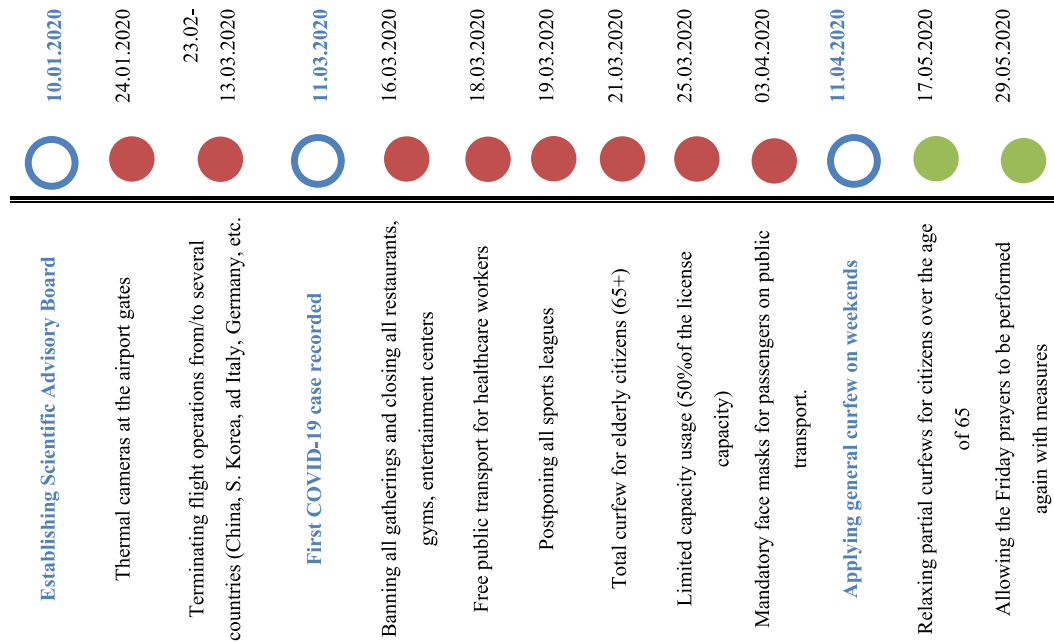 10.01.2020
Establishing Scientific Advisory Board
24.01.2020
Thermal cameras at the airport gates
23.02-
13.03.2020
Terminating flight operations from/to several
countries (China, S. Korea, ad Italy, Germany, etc.
11.03.2020
First COVID-19 case recorded
16.03.2020
Banning all gatherings and closing all restaurants,
gyms, entertainment centers
18.03.2020
Free public transport for healthcare workers
19.03.2020
Postponing all sports leagues
21.03.2020
Total curfew for elderly citizens (65+)
25.03.2020
Limited capacity usage (50%of the license
capacity)
03.04.2020
Mandatory face masks for passengers on public
transport.
11.04.2020
Applying general curfew on weekends
17.05.2020
Relaxing partial curfews for citizens over the age
of 65
29.05.2020
Allowing the Friday prayers to be performed
again with measures